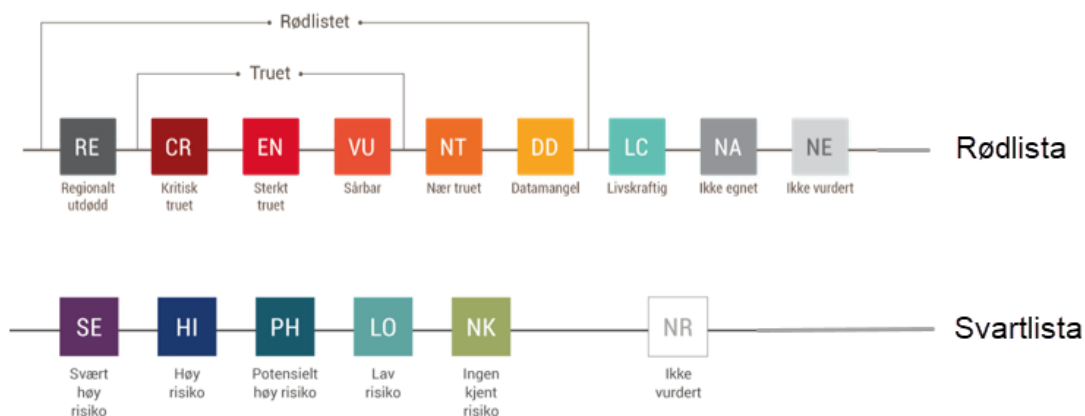 Rødlistet
Truet
RE CR EN VU NT DD LC NA NE Rødlista
Regionalt Kritisk Sterkt Sårbar Nær truet Datamangel Livskraftig Ikke egnet Ikke vurdert
utdødd truet truet
SE HI PH LO NK NR Svartlista
Svært Høy Potensielt Lav Ingen Ikke
høy risiko høy risiko risiko kjent vurdert
risiko risiko